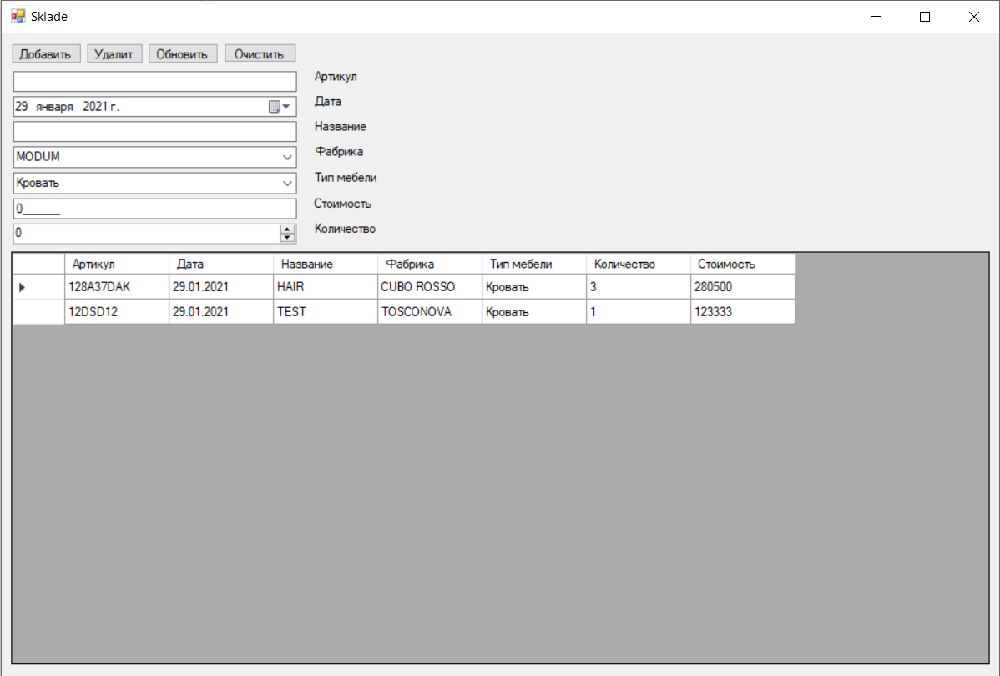 Sklade
Добавить Удалит Обновить Очистить
Артикул
29 января 2021 г. Дата
Название
MODUM Фабрика
Кровать Тип мебели
0______ Стоимость
0 Количество
Артикул Дата Название Фабрика Тип мебели Количество Стоимость
128A37DAK 29.01.2021 HAIR CUBO ROSSO Кровать 3 280500
12DSD12 29.01.2021 TEST TOSCONOVA Кровать 1 123333